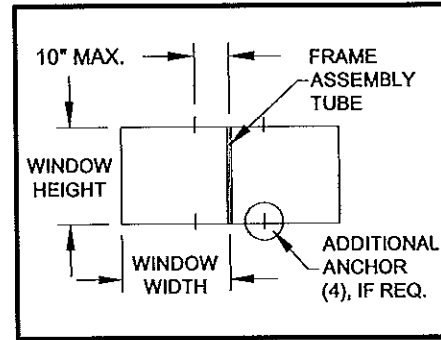 10" MAX.
FRAME
ASSEMBLY
TUBE
WINDOW
HEIGHT
WINDOW
WIDTH
ADDITIONAL
ANCHOR
(4), IF REQ.